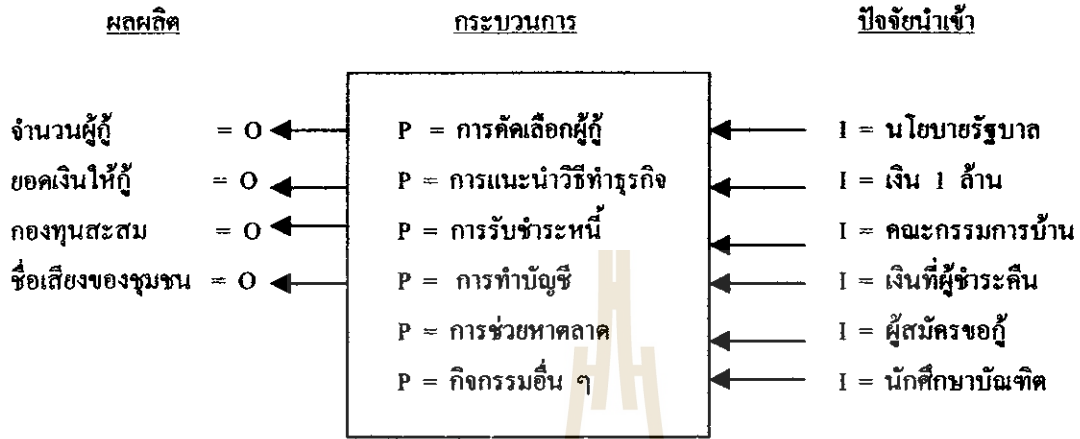 ผลผลิต กระบวนการ ปัจจัยนำเข้า
จำนวนผู้กู้ = O P = การคัดเลือกผู้กู้ I = นโยบายรัฐบาล
ยอดเงินให้กู้ = O P = การแนะนำวิธีทำธุรกิจ I = เงิน 1 ล้าน
กองทุนสะสม = O P = การรับชำระหนี้ I = คณะกรรมการบ้าน
ชื่อเสียงของชุมชน = O P = การทำบัญชี I = เงินที่ผู้ชำระคืน
P = การช่วยหาตลาด I = ผู้สมัครขอกู้
P = กิจกรรมอื่น ๆ I = นักศึกษาบัณฑิต